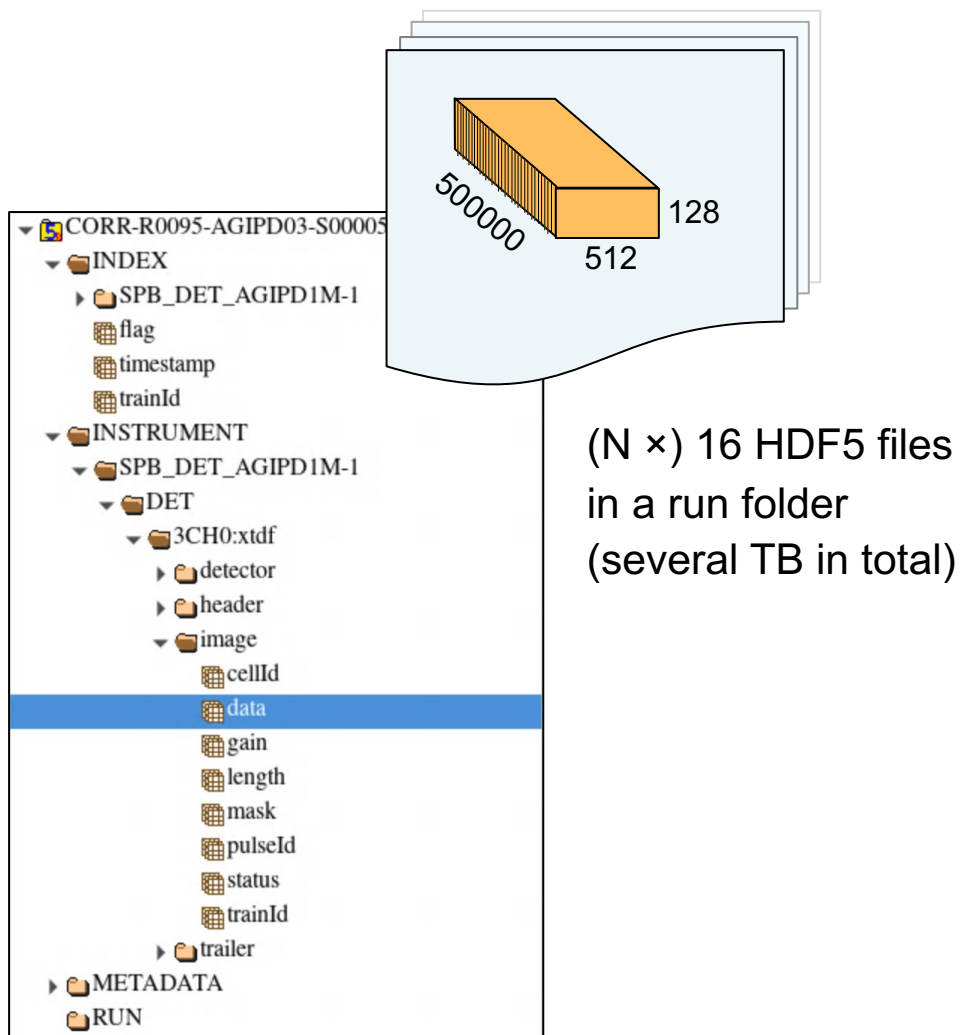 500000
128
512
CORR-R0095-AGIPD03-S00005
INDEX
SPB_DET_AGIPD1M-1
flag
timestamp
trainId
INSTRUMENT
SPB_DET_AGIPD1M-1
DET
3CH0:xtdf
detector
header
image
cellId
data
gain
length
mask
pulseId
status
trainId
trailer
METADATA
RUN
(N ×) 16 HDF5 files
in a run folder
(several TB in total)